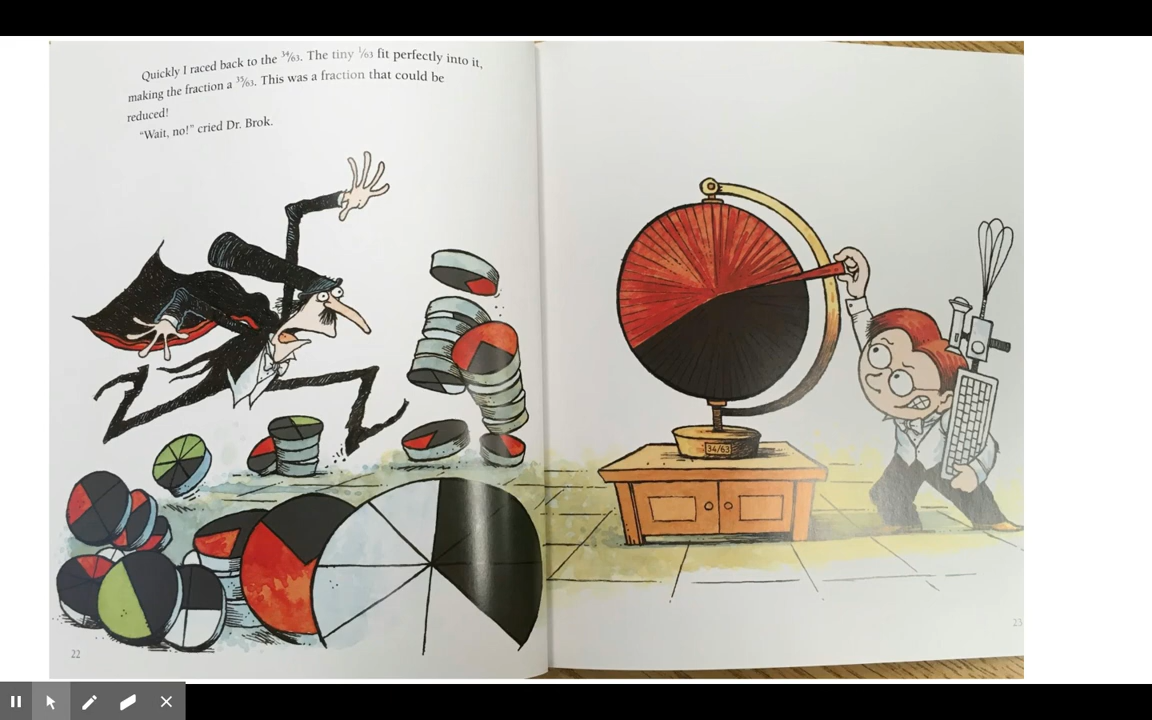 Quickly I raced back to the 34/63. The tiny 1/63 fit perfectly into it,
making the fraction a 35/63. This was a fraction that could be
reduced!
"Wait, no!" cried Dr. Brok.
34/63
22
23